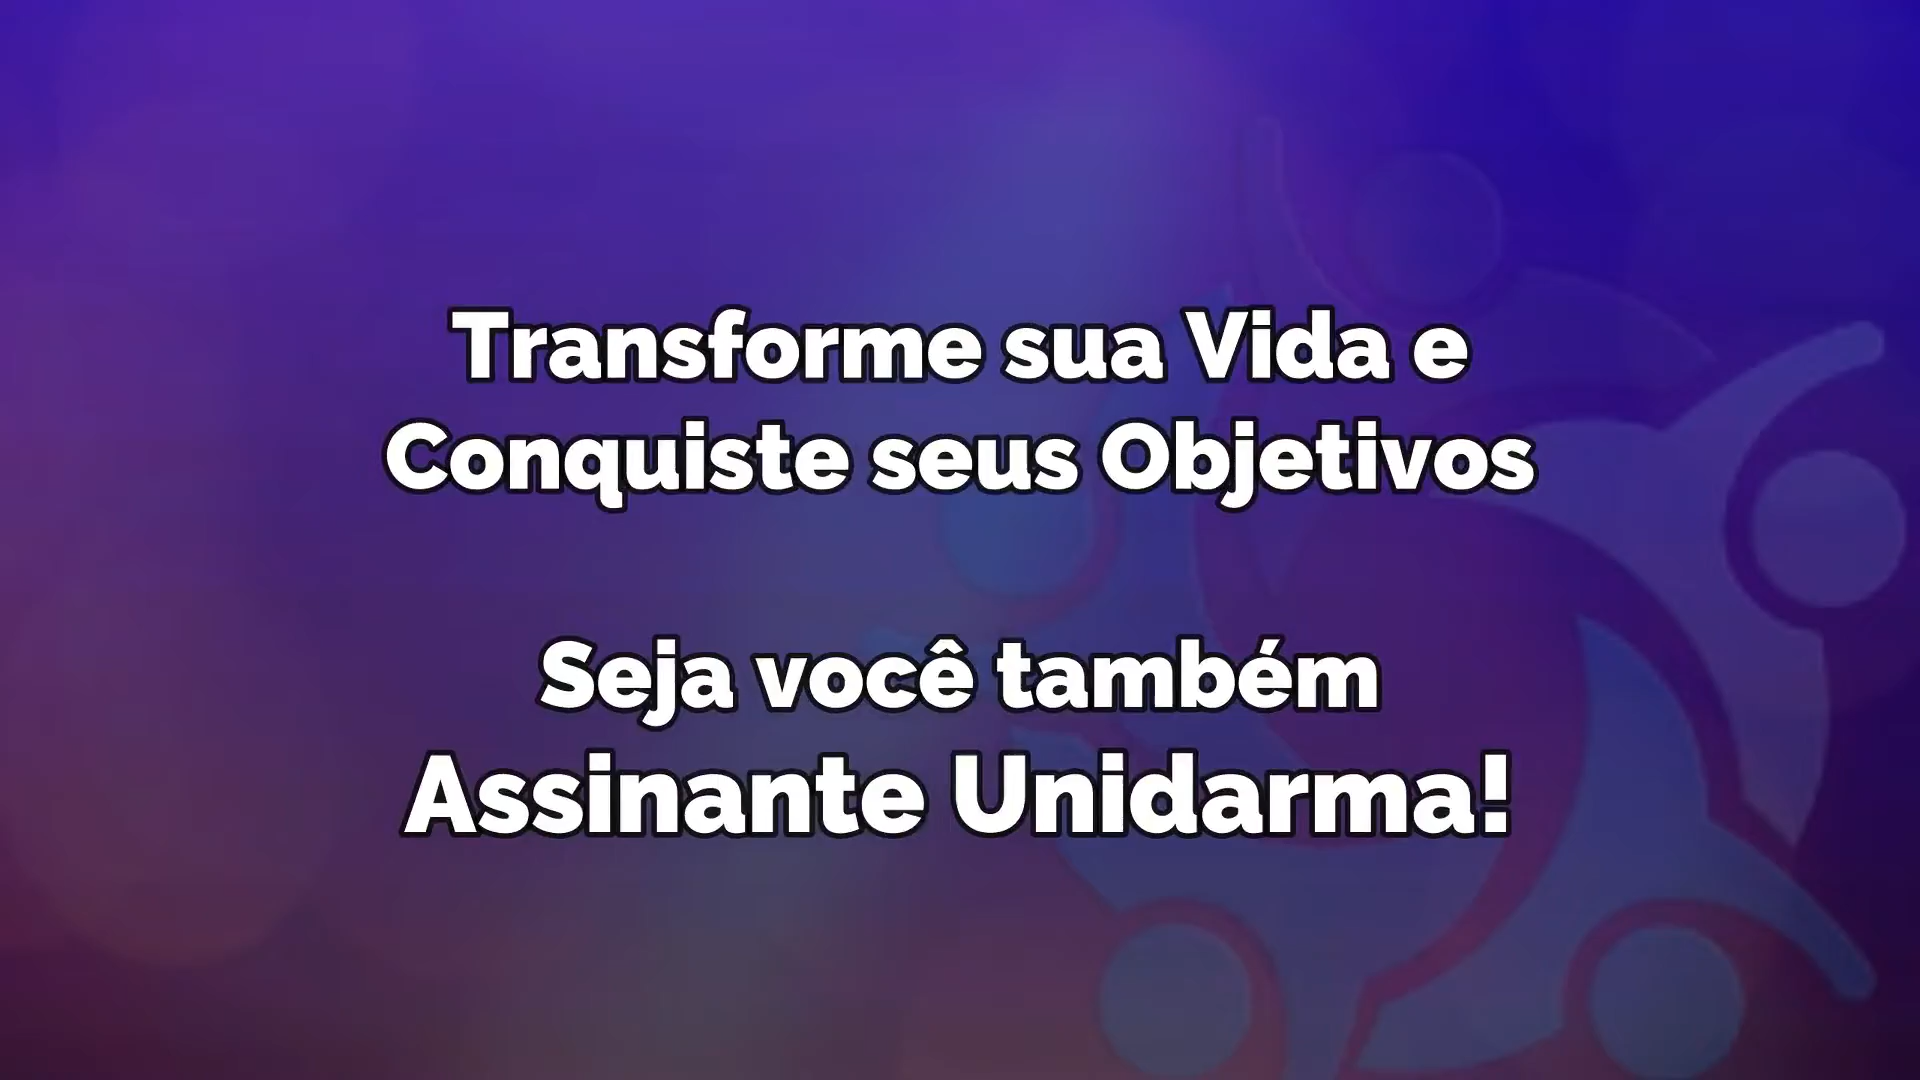 Transforme sua Vida e
Conquiste seus Objetivos
Seja você também
Assinante Unidarma!